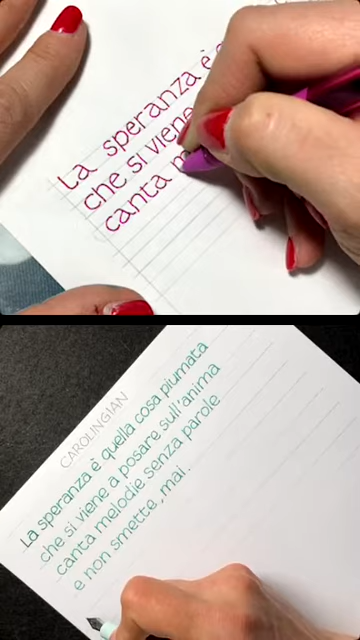 La speranza è
che si viene
canta
CAROLINGIAN
La speranza è quella cosa piumata
che si viene a posare sull'anima
canta melodie senza parole
e non smette, mai.